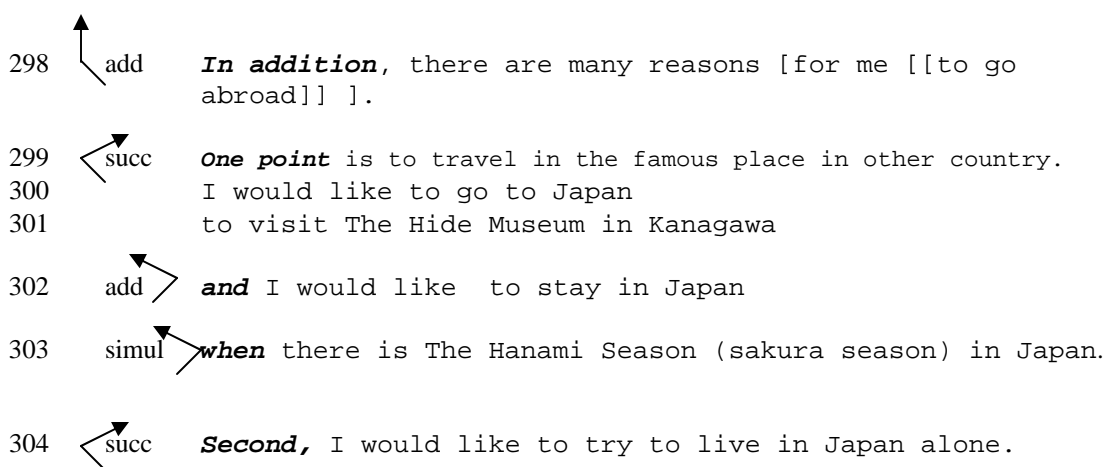 298 add In addition, there are many reasons [for me [[to go
abroad]] ].
299 succ One point is to travel in the famous place in other country.
300 I would like to go to Japan
301 to visit The Hide Museum in Kanagawa
302 add and I would like to stay in Japan
303 simul when there is The Hanami Season (sakura season) in Japan.
304 succ Second, I would like to try to live in Japan alone.